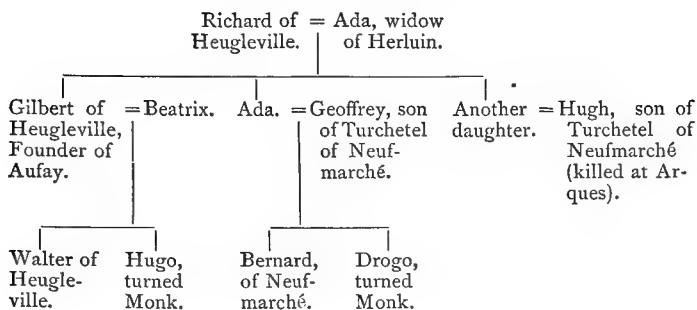 Richard of = Ada, widow
Heugleville. of Herluin.
Gilbert of = Beatrix. Ada. = Geoffrey, son Another = Hugh, son of
Heugleville, of Turchetel daughter. Turchetel of
Founder of of Neuf- Neufmarché
Aufay. marché. (killed at Ar-
ques).
Walter of Hugo, Bernard, Drogo,
Heugle- turned of Neuf- turned
ville. Monk. marché. Monk.